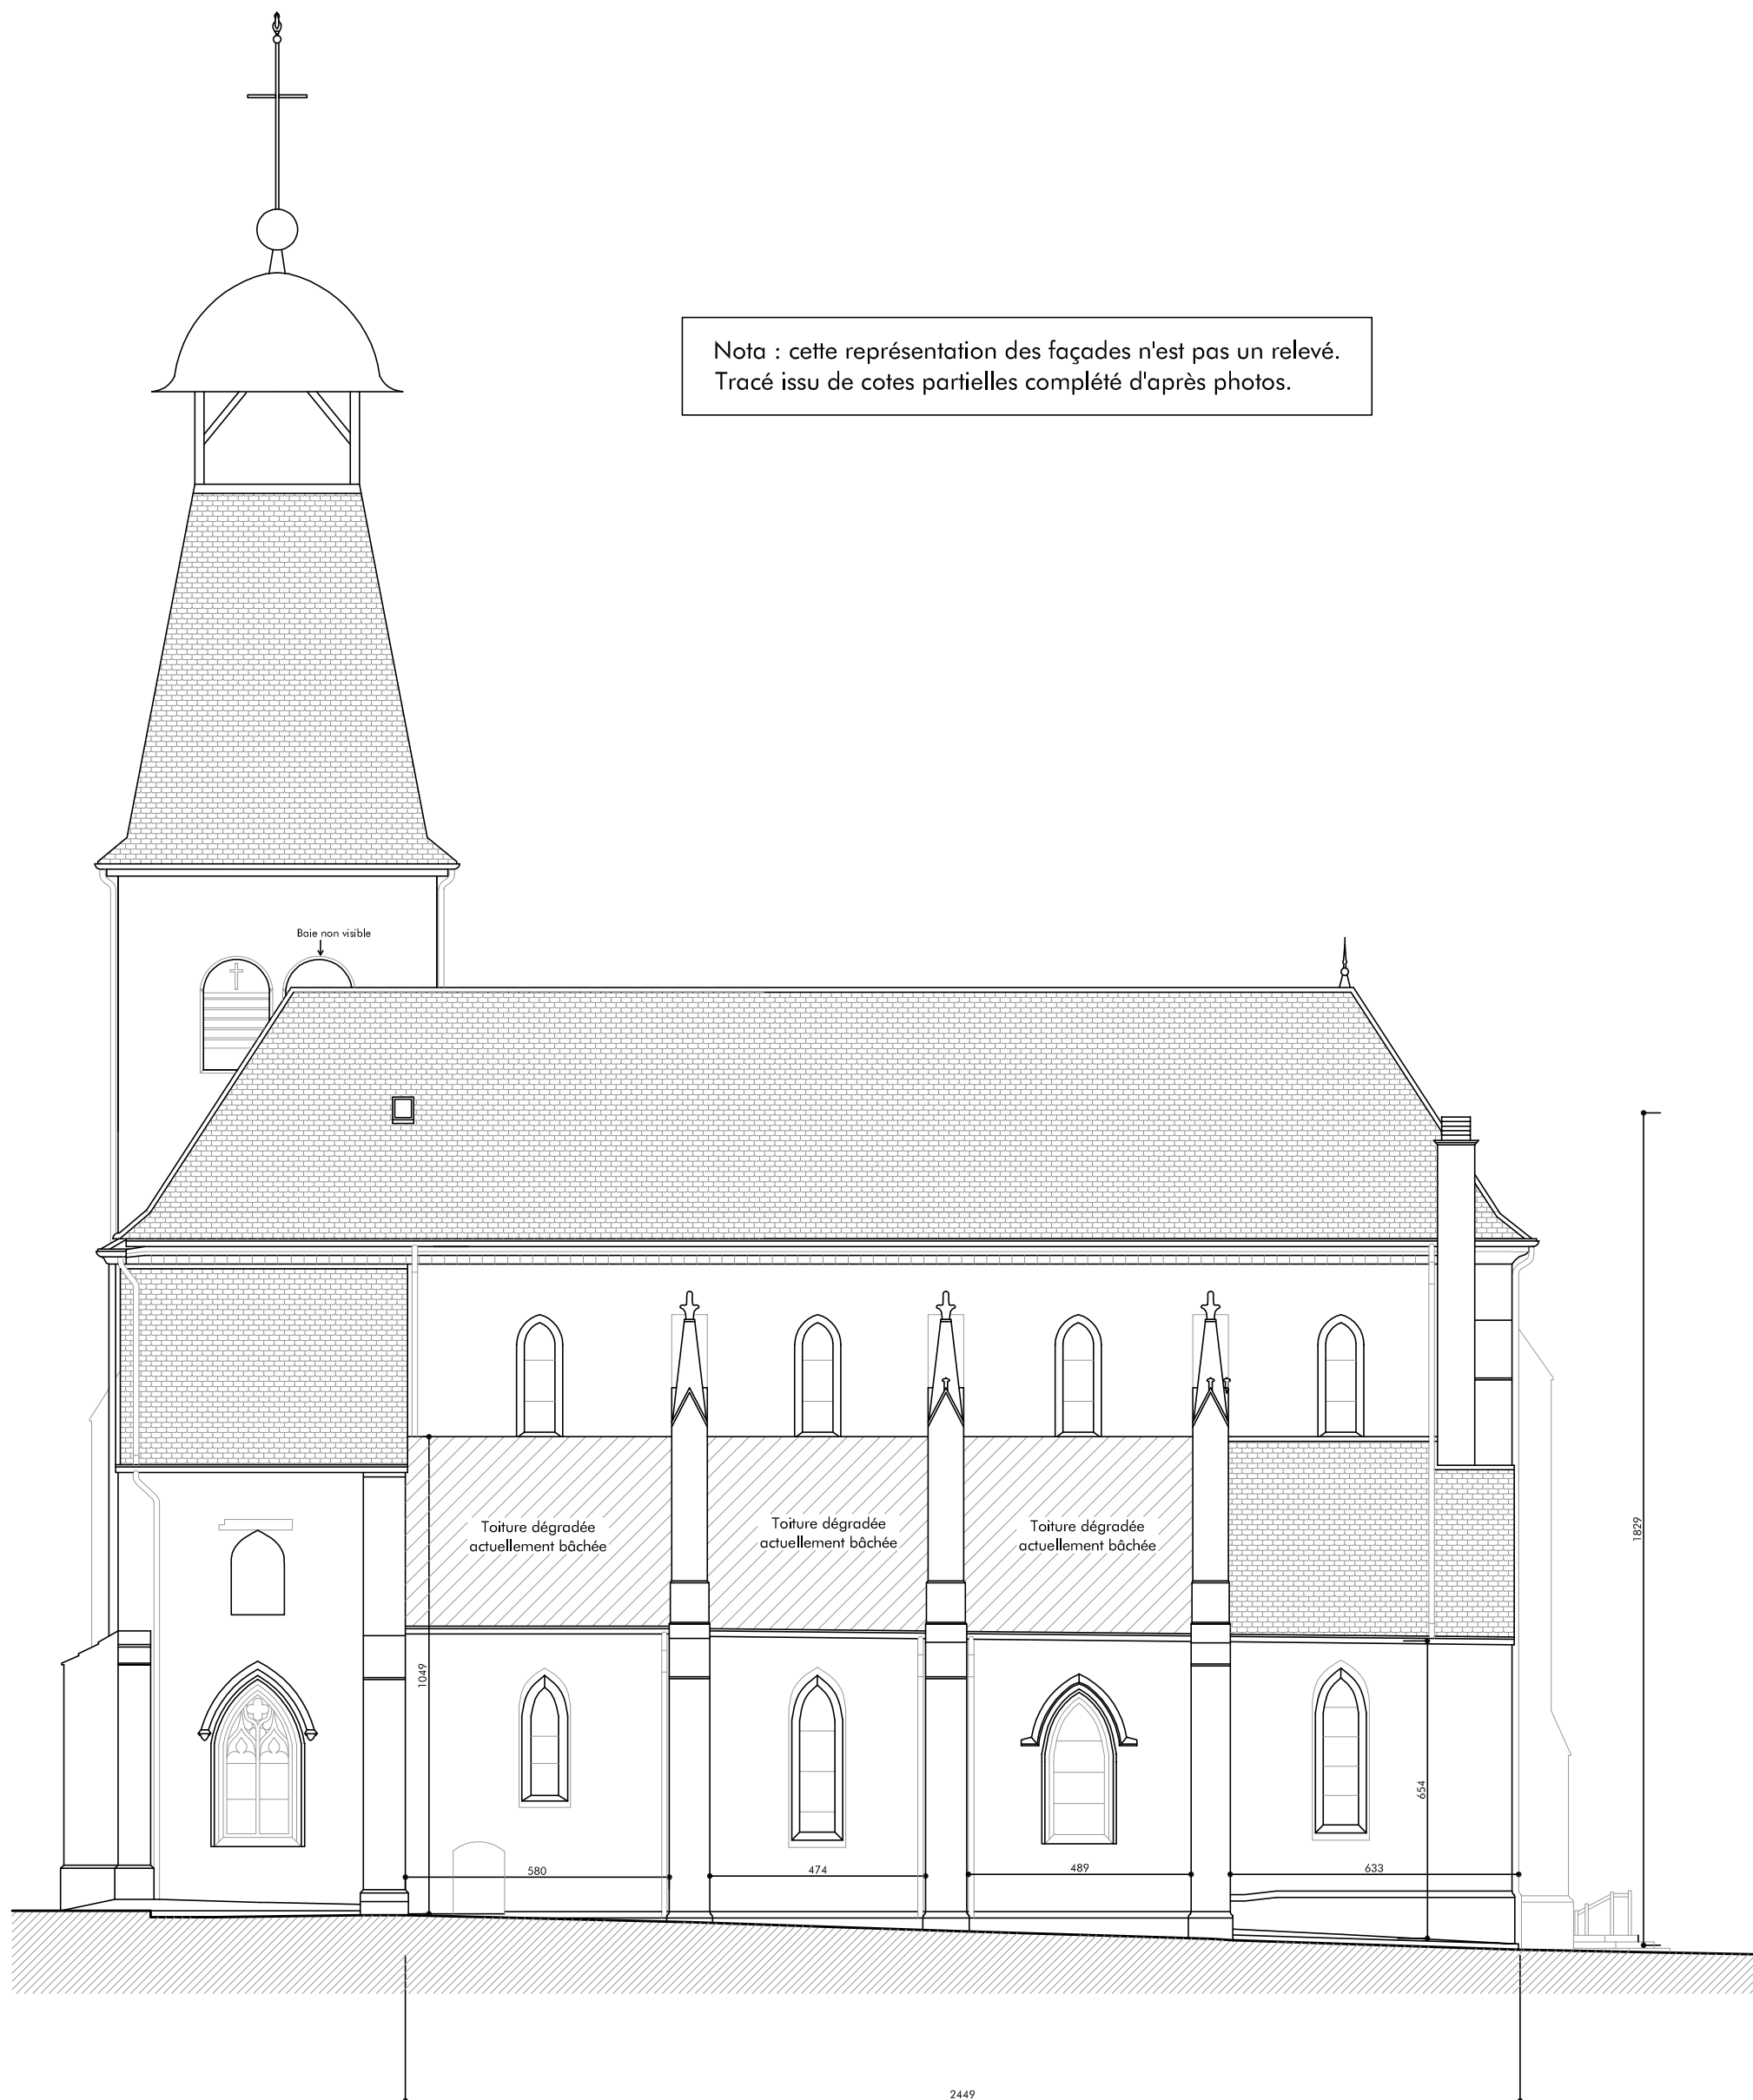 Nota : cette représentation des façades n'est pas un relevé.
Tracé issu de cotes partielles complété d'après photos.
Baie non visible
Toiture dégradée
actuellement bâchée
Toiture dégradée
actuellement bâchée
Toiture dégradée
actuellement bâchée
1829
1049
654
580
474
489
633
2449